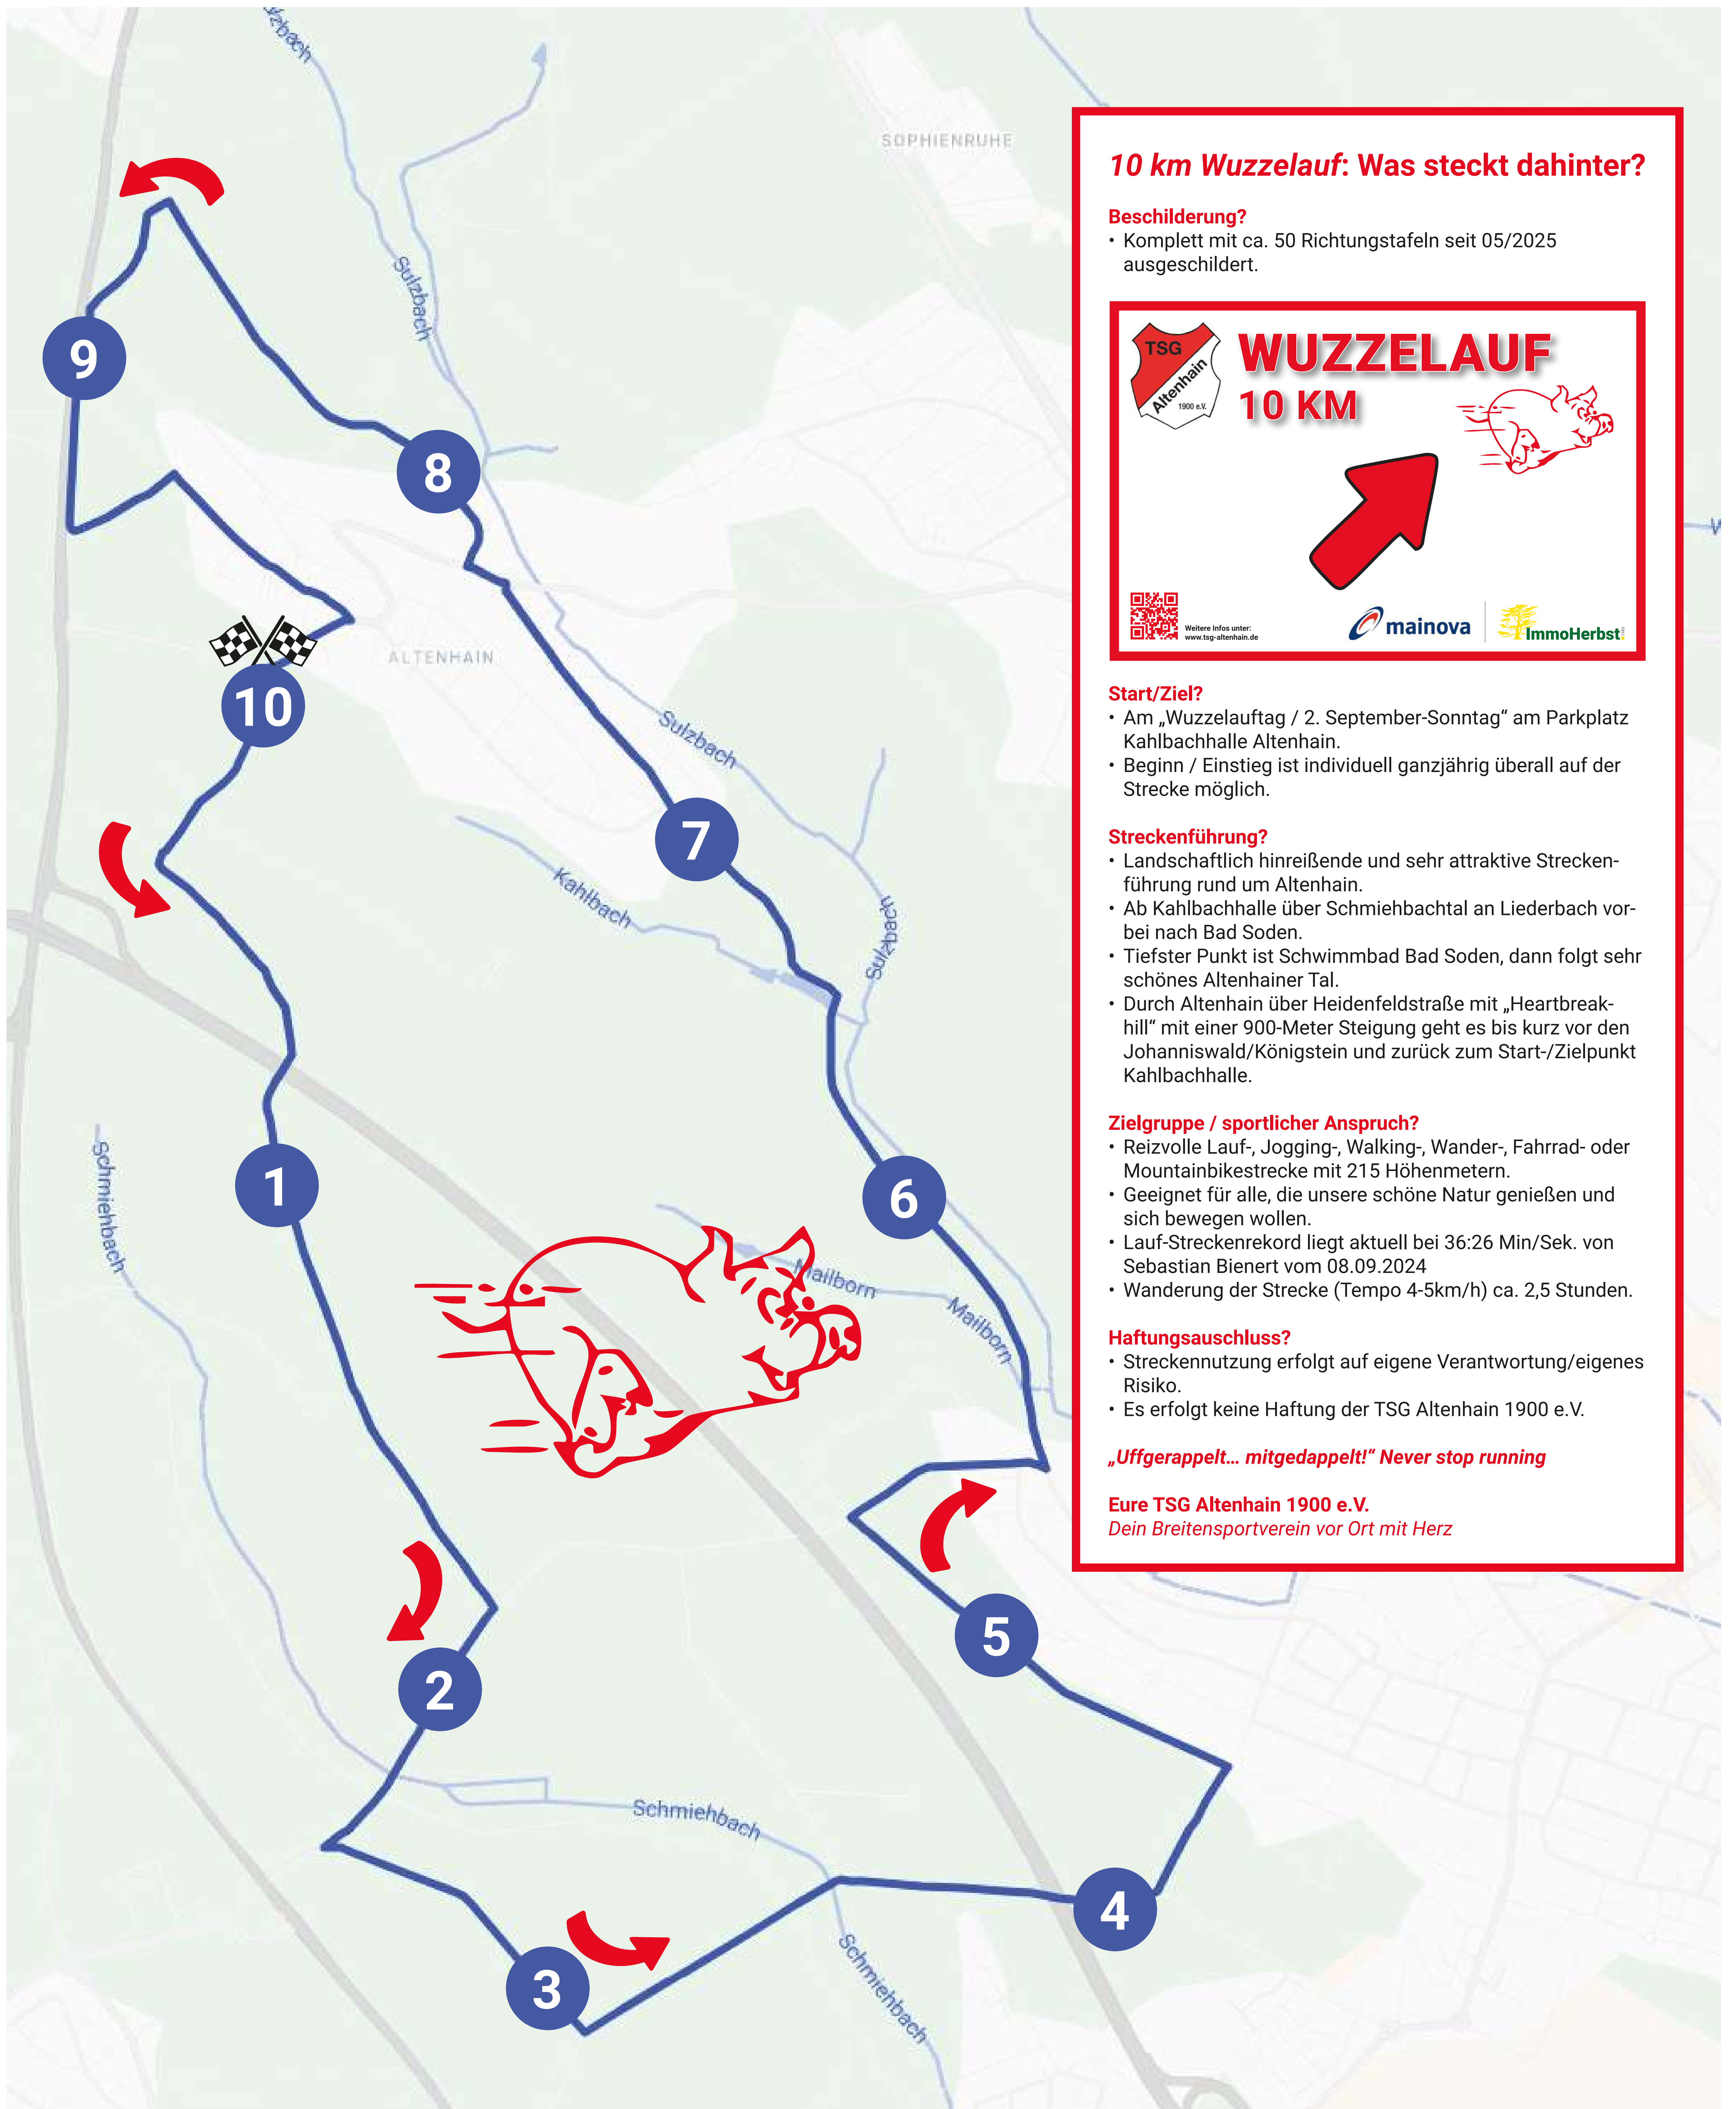 Sulzbach
SOPHIENRUHE
Sulzbach
9
8
ALTENHAIN
10
Sulzbach
7
Kahlbach
Sulzbach
Schmiehbach
1
6
Mailborn
Mailborn
5
2
Schmiehbach
4
3
Schmiehbach
10 km Wuzzelauf: Was steckt dahinter?
Beschilderung?
• Komplett mit ca. 50 Richtungstafeln seit 05/2025
ausgeschildert.
TSG
Altenhain
1900 e.V.
WUZZELAUF
10 KM
Weitere Infos unter:
www.tsg-altenhain.de
mainova
ImmoHerbst
Start/Ziel?
• Am „Wuzzelauftag / 2. September-Sonntag“ am Parkplatz
Kahlbachhalle Altenhain.
• Beginn / Einstieg ist individuell ganzjährig überall auf der
Strecke möglich.
Streckenführung?
• Landschaftlich hinreißende und sehr attraktive Strecken-
führung rund um Altenhain.
• Ab Kahlbachhalle über Schmiehbachtal an Liederbach vor-
bei nach Bad Soden.
• Tiefster Punkt ist Schwimmbad Bad Soden, dann folgt sehr
schönes Altenhainer Tal.
• Durch Altenhain über Heidenfeldstraße mit „Heartbreak-
hill“ mit einer 900-Meter Steigung geht es bis kurz vor den
Johanniswald/Königstein und zurück zum Start-/Zielpunkt
Kahlbachhalle.
Zielgruppe / sportlicher Anspruch?
• Reizvolle Lauf-, Jogging-, Walking-, Wander-, Fahrrad- oder
Mountainbikestrecke mit 215 Höhenmetern.
• Geeignet für alle, die unsere schöne Natur genießen und
sich bewegen wollen.
• Lauf-Streckenrekord liegt aktuell bei 36:26 Min/Sek. von
Sebastian Bienert vom 08.09.2024
• Wanderung der Strecke (Tempo 4-5km/h) ca. 2,5 Stunden.
Haftungsauschluss?
• Streckennutzung erfolgt auf eigene Verantwortung/eigenes
Risiko.
• Es erfolgt keine Haftung der TSG Altenhain 1900 e.V.
„Uffgerappelt... mitgedappelt!“ Never stop running
Eure TSG Altenhain 1900 e.V.
Dein Breitensportverein vor Ort mit Herz